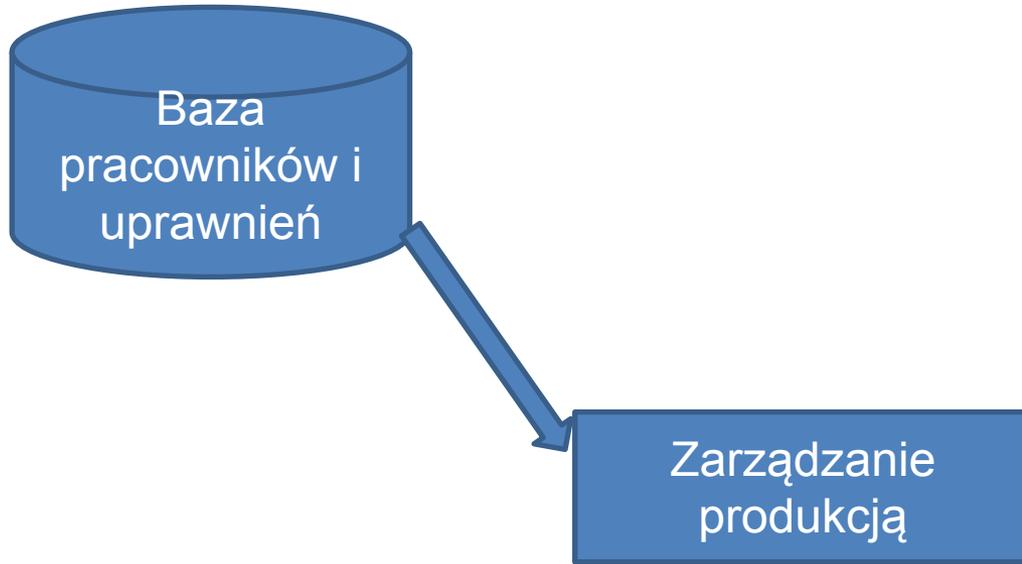 Baza
pracowników i
uprawnień
Zarządzanie
produkcją